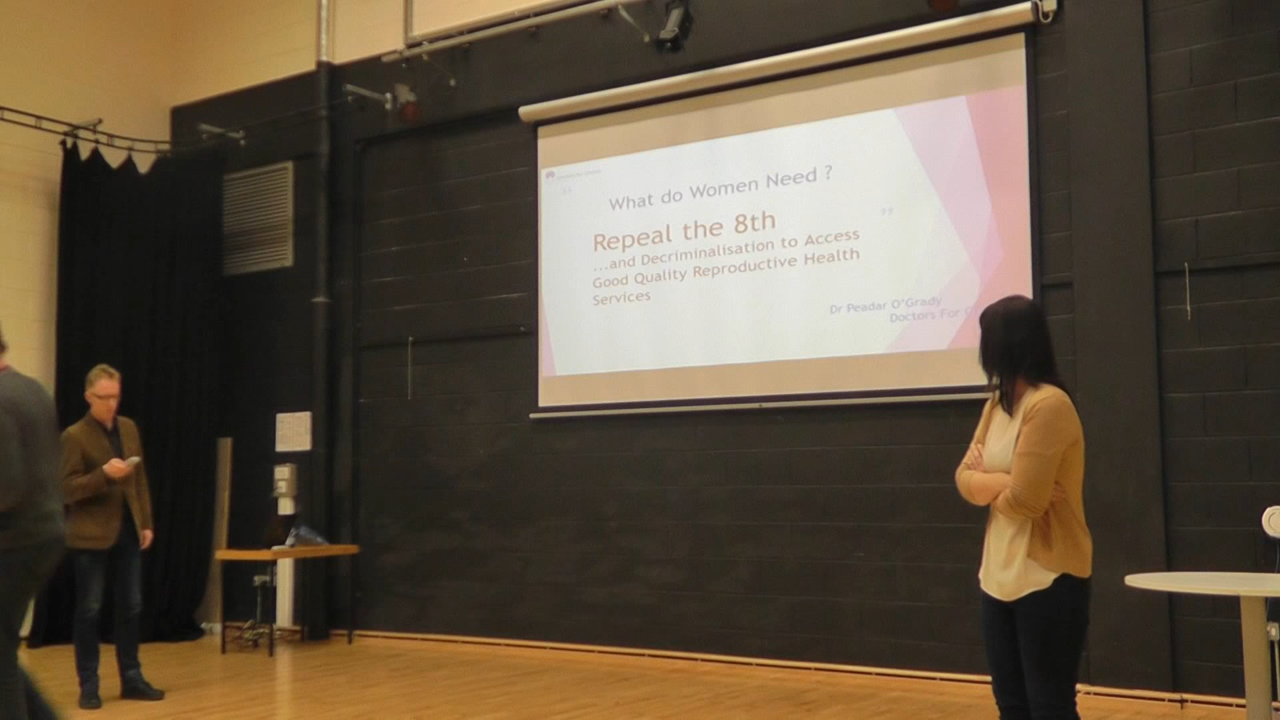 What do Women Need ?
Repeal the 8th
...and Decriminalisation to Access
Good Quality Reproductive Health
Services
Dr Peadar O'Grady
Doctors For